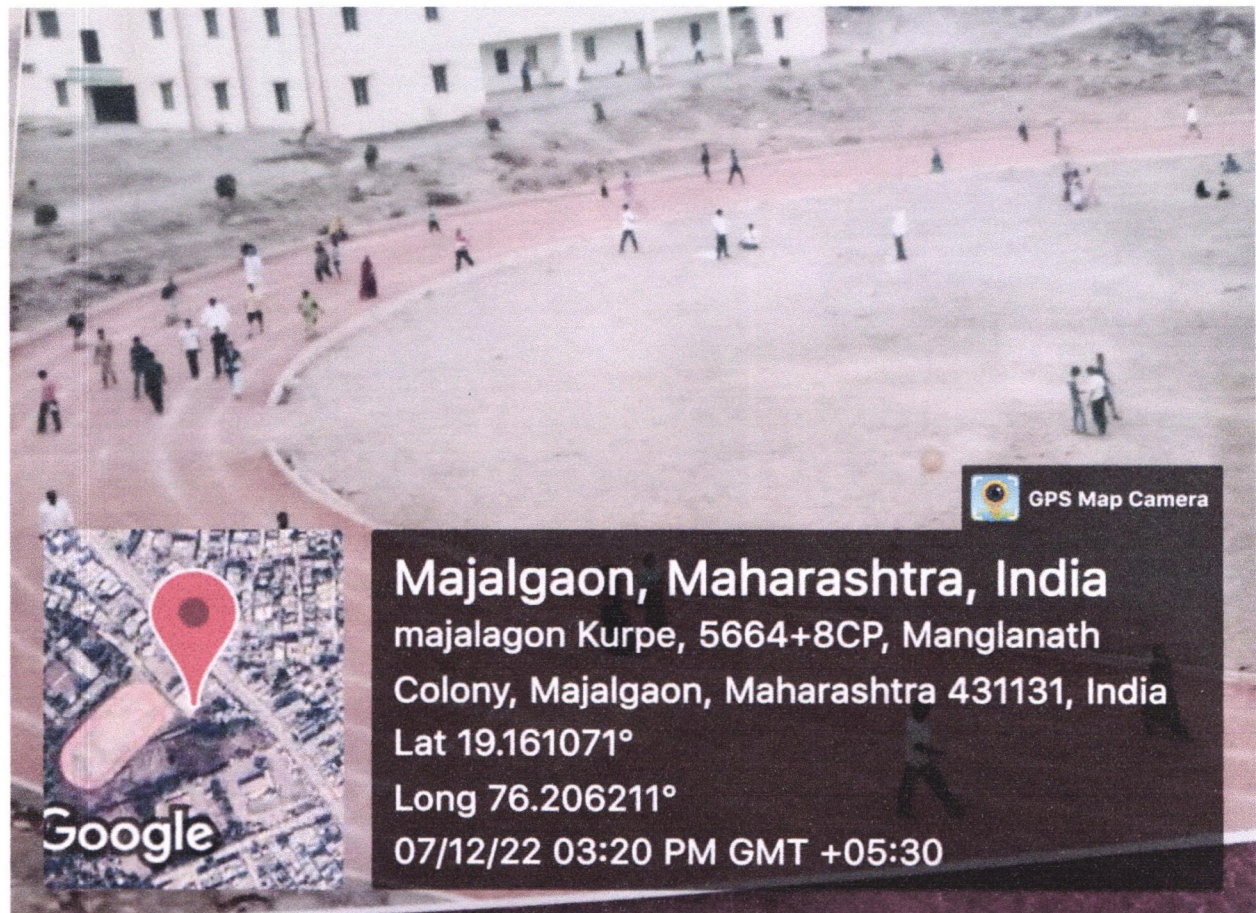 GPS Map Camera
Majalgaon, Maharashtra, India
majalagon Kurpe, 5664+8CP, Manglanath
Colony, Majalgaon, Maharashtra 431131, India
Lat 19.161071°
Long 76.206211°
07/12/22 03:20 PM GMT +05:30
Google